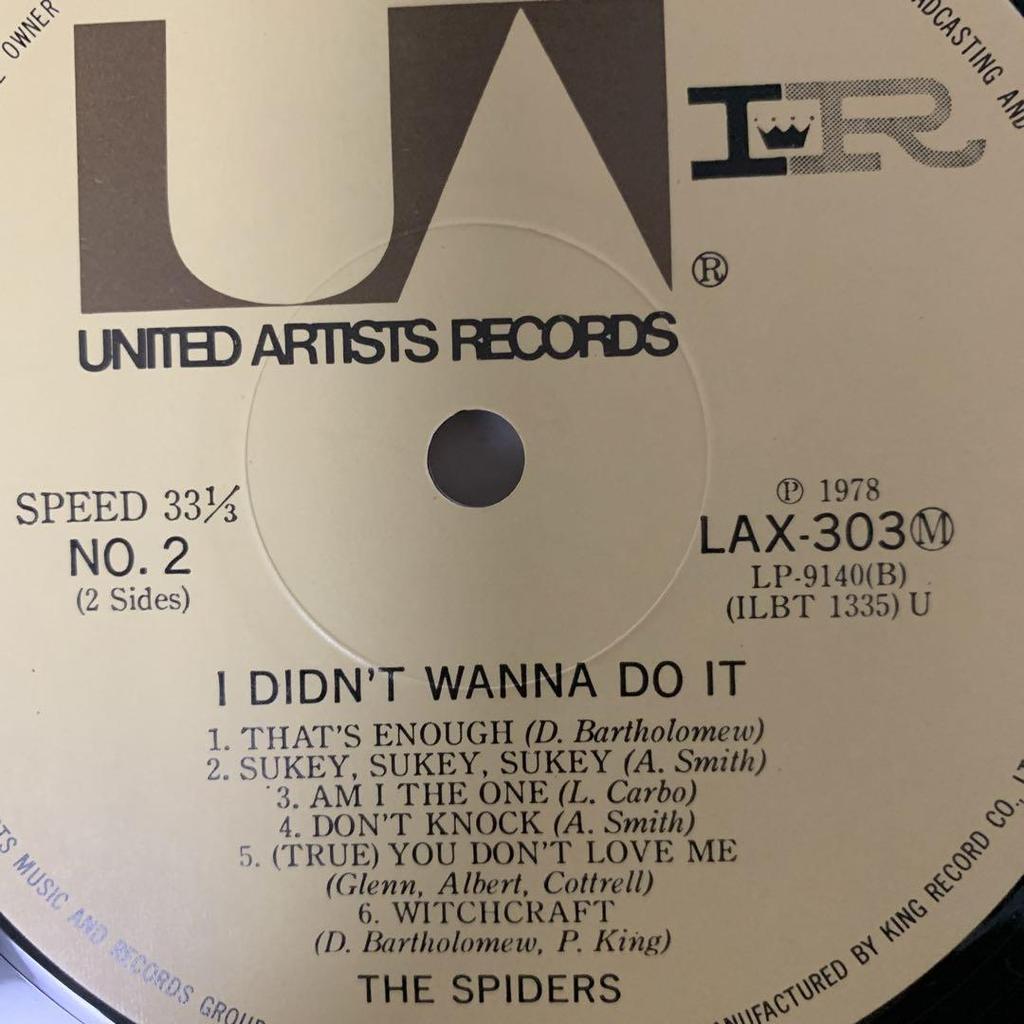 OWNER
DCASTING AND
UA
IR
®
UNITED ARTISTS RECORDS
SPEED 33⅓
NO. 2
(2 Sides)
Ⓟ 1978
LAX-303Ⓜ
LP-9140(B)
(ILBT 1335) U
I DIDN'T WANNA DO IT
1. THAT'S ENOUGH (D. Bartholomew)
2. SUKEY, SUKEY, SUKEY (A. Smith)
3. AM I THE ONE (L. Carbo)
4. DON'T KNOCK (A. Smith)
5. (TRUE) YOU DON'T LOVE ME
(Glenn, Albert, Cottrell)
6. WITCHCRAFT
(D. Bartholomew, P. King)
THE SPIDERS
TS MUSIC AND RECORDS GROUP
NUFACTURED BY KING RECORD CO., LT